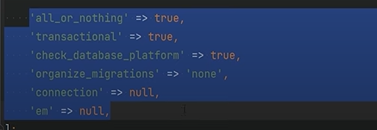 'all_or_nothing' => true,
'transactional' => true,
'check_database_platform' => true,
'organize_migrations' => 'none',
'connection' => null,
'em' => null,
];